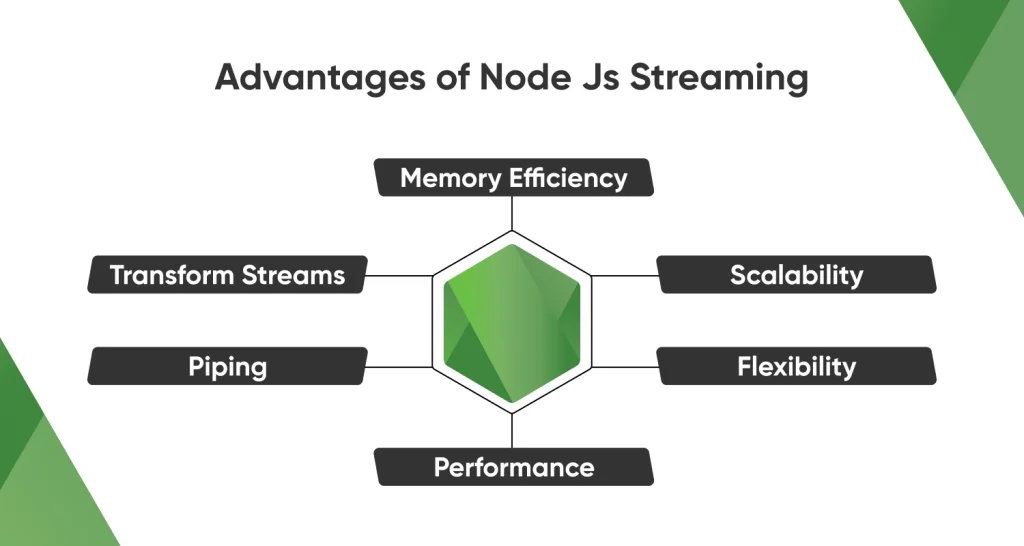 Advantages of Node Js Streaming
Memory Efficiency
Transform Streams
Scalability
Piping
Flexibility
Performance